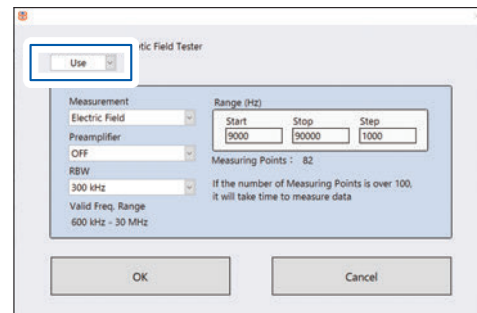 etic Field Tester
Use
Measurement
Electric Field
Preamplifier
OFF
RBW
300 kHz
Valid Freq. Range
600 kHz - 30 MHz
Range (Hz)
Start Stop Step
9000 90000 1000
Measuring Points : 82
If the number of Measuring Points is over 100,
it will take time to measure data
OK Cancel